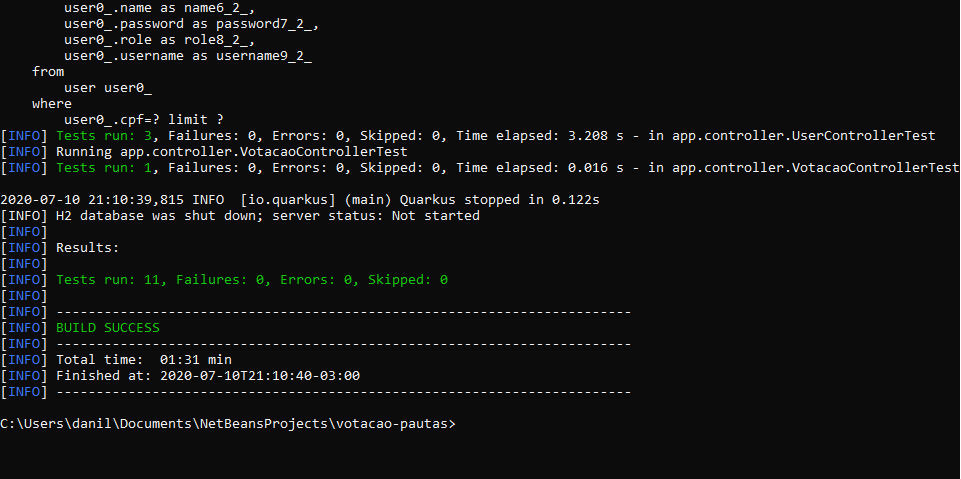 user0_.name as name6_2_,
user0_.password as password7_2_,
user0_.role as role8_2_,
user0_.username as username9_2_
from
user user0_
where
user0_.cpf=? limit ?
[INFO] Tests run: 3, Failures: 0, Errors: 0, Skipped: 0, Time elapsed: 3.208 s - in app.controller.UserControllerTest
[INFO] Running app.controller.VotacaoControllerTest
[INFO] Tests run: 1, Failures: 0, Errors: 0, Skipped: 0, Time elapsed: 0.016 s - in app.controller.VotacaoControllerTest
2020-07-10 21:10:39,815 INFO  [io.quarkus] (main) Quarkus stopped in 0.122s
[INFO] H2 database was shut down; server status: Not started
[INFO]
[INFO] Results:
[INFO]
[INFO] Tests run: 11, Failures: 0, Errors: 0, Skipped: 0
[INFO]
[INFO] ------------------------------------------------------------------------
[INFO] BUILD SUCCESS
[INFO] ------------------------------------------------------------------------
[INFO] Total time:  01:31 min
[INFO] Finished at: 2020-07-10T21:10:40-03:00
[INFO] ------------------------------------------------------------------------
C:\Users\danil\Documents\NetBeansProjects\votacao-pautas>